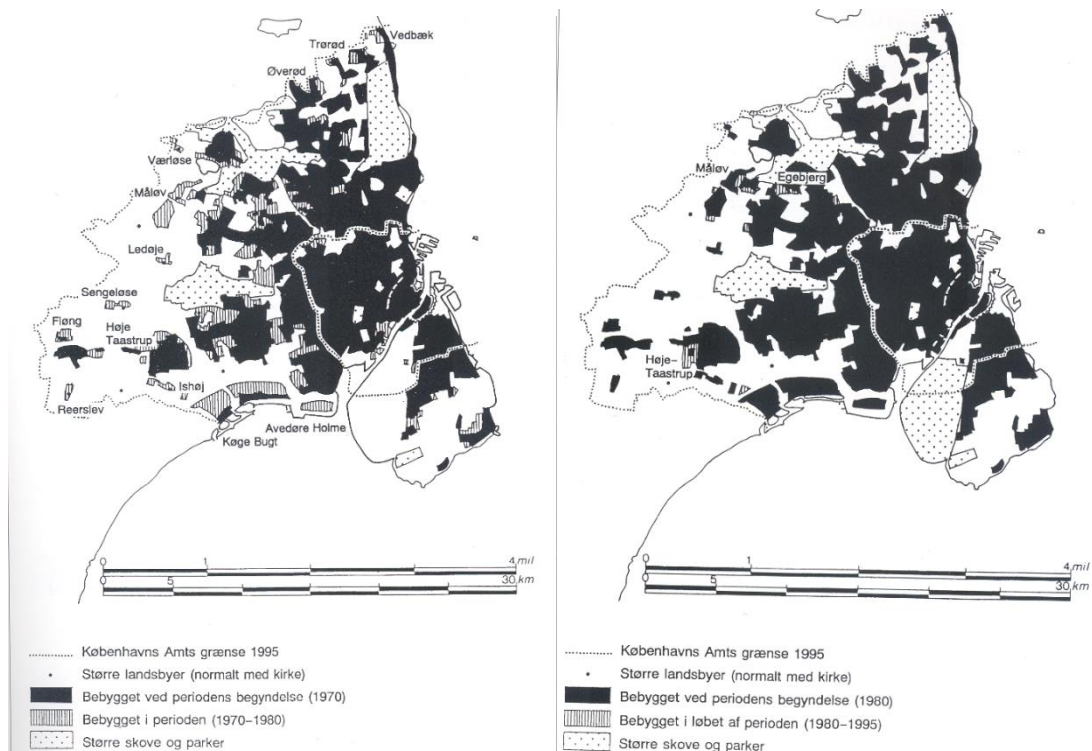 Vedbæk
Trørød
Øverød
Værløse
Måløv
Ledøje
Sengeløse
Fløng
Høje
Taastrup
Ishøj
Reerslev
Avedøre Holme
Køge Bugt
0 1 4 mil
0 5 30 km
Københavns Amts grænse 1995
Større landsbyer (normalt med kirke)
Bebygget ved periodens begyndelse (1970)
Bebygget i perioden (1970–1980)
Større skove og parker
Måløv
Egebjerg
Høje-
Taastrup
0 1 4 mil
0 5 30 km
Københavns Amts grænse 1995
Større landsbyer (normalt med kirke)
Bebygget ved periodens begyndelse (1980)
Bebygget i løbet af perioden (1980–1995)
Større skove og parker